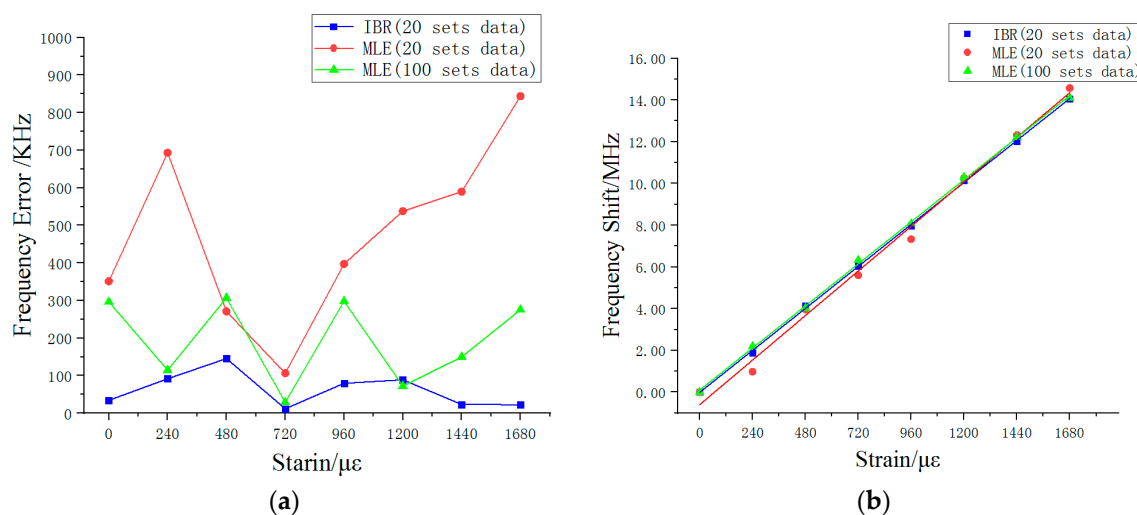 IBR(20 sets data)
MLE(20 sets data)
MLE(100 sets data)
1000
900
800
700
600
500
400
300
200
100
0
Frequency Error /KHz
0 240 480 720 960 1200 1440 1680
Starin/με
(a)
IBR(20 sets data)
MLE(20 sets data)
MLE(100 sets data)
16.00
14.00
12.00
10.00
8.00
6.00
4.00
2.00
0.00
Frequency Shift/MHz
0 240 480 720 960 1200 1440 1680
Strain/με
(b)